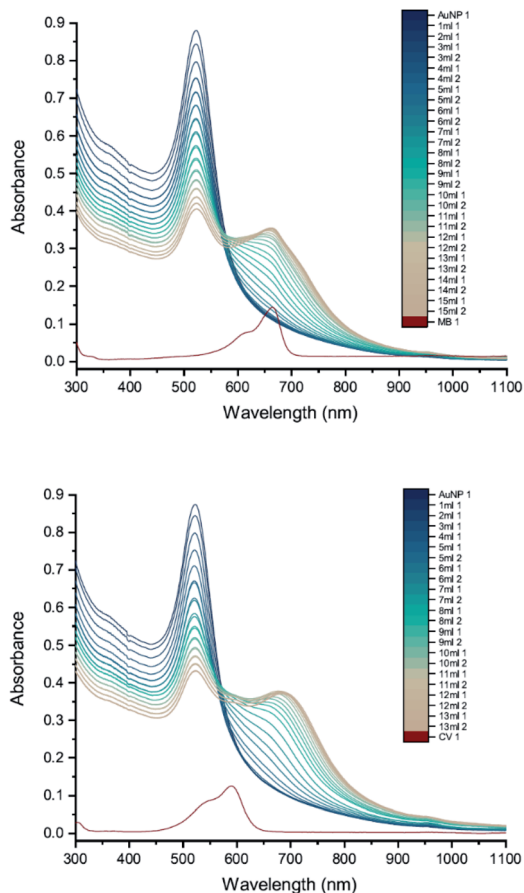 0.9
0.8
0.7
0.6
0.5
0.4
0.3
0.2
0.1
0.0
Absorbance
300 400 500 600 700 800 900 1000 1100
Wavelength (nm)
AuNP 1
1ml 1
2ml 1
3ml 1
3ml 2
4ml 1
4ml 2
5ml 1
5ml 2
6ml 1
6ml 2
7ml 1
7ml 2
8ml 1
8ml 2
9ml 1
9ml 2
10ml 1
10ml 2
11ml 1
11ml 2
12ml 1
12ml 2
13ml 1
13ml 2
14ml 1
14ml 2
15ml 1
15ml 2
MB 1
0.9
0.8
0.7
0.6
0.5
0.4
0.3
0.2
0.1
0.0
Absorbance
300 400 500 600 700 800 900 1000 1100
Wavelength (nm)
AuNP 1
1ml 1
2ml 1
3ml 1
4ml 1
5ml 1
5ml 2
6ml 1
6ml 2
7ml 1
7ml 2
8ml 1
8ml 2
9ml 1
9ml 2
10ml 1
10ml 2
11ml 1
11ml 2
12ml 1
12ml 2
13ml 1
13ml 2
CV 1